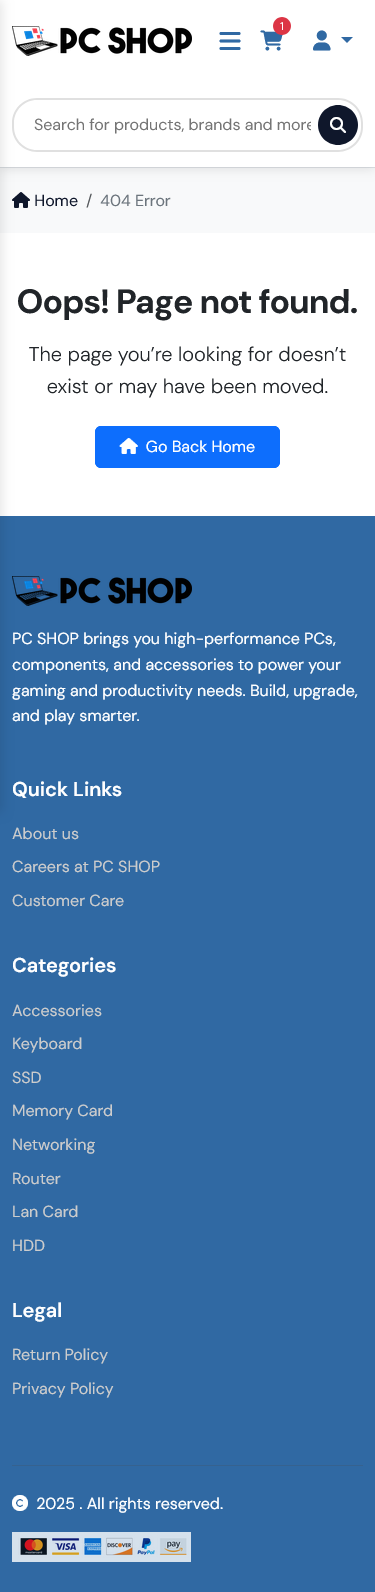 PC SHOP
1
Search for products, brands and more
Home / 404 Error
Oops! Page not found.
The page you’re looking for doesn’t
exist or may have been moved.
Go Back Home
PC SHOP
PC SHOP brings you high-performance PCs,
components, and accessories to power your
gaming and productivity needs. Build, upgrade,
and play smarter.
Quick Links
About us
Careers at PC SHOP
Customer Care
Categories
Accessories
Keyboard
SSD
Memory Card
Networking
Router
Lan Card
HDD
Legal
Return Policy
Privacy Policy
© 2025 . All rights reserved.
VISA DISCOVER PayPal pay